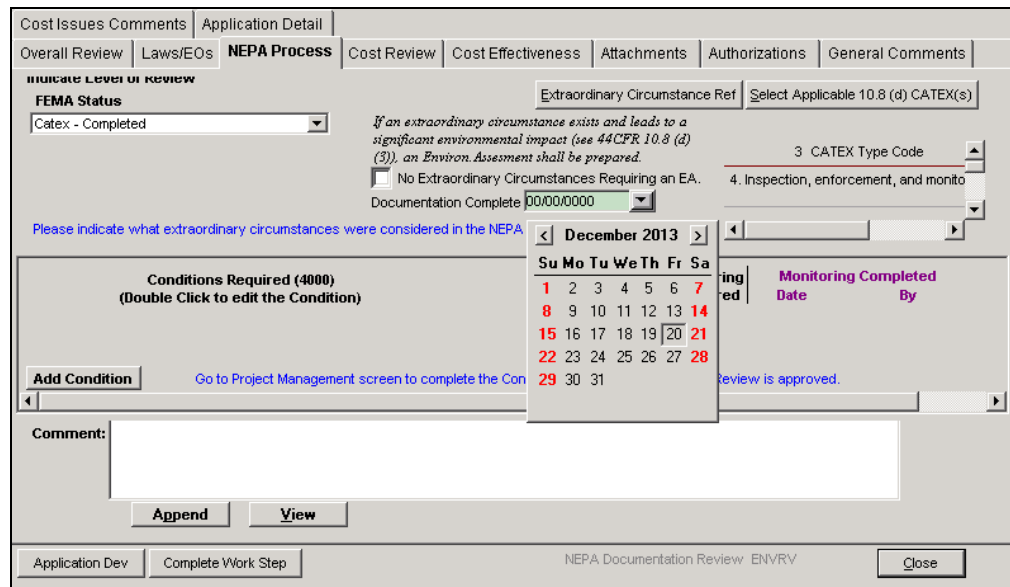 Cost Issues Comments Application Detail
Overall Review Laws/EOs NEPA Process Cost Review Cost Effectiveness Attachments Authorizations General Comments
Indicate Level of Review
FEMA Status
Extraordinary Circumstance Ref Select Applicable 10.8 (d) CATEX(s)
Catex - Completed
If an extraordinary circumstance exists and leads to a
significant environmental impact (see 44CFR 10.8 (d)
(3)), an Environ. Assesment shall be prepared.
3 CATEX Type Code
No Extraordinary Circumstances Requiring an EA.
4. Inspection, enforcement, and monito
Documentation Complete 00/00/0000
Please indicate what extraordinary circumstances were considered in the NEPA
< December 2013 >
Su Mo Tu We Th Fr Sa
1 2 3 4 5 6 7
8 9 10 11 12 13 14
15 16 17 18 19 20 21
22 23 24 25 26 27 28
29 30 31
Conditions Required (4000)
(Double Click to edit the Condition)
ring
red
Monitoring Completed
Date By
Add Condition Go to Project Management screen to complete the Con Review is approved.
Comment:
Append View
Application Dev Complete Work Step NEPA Documentation Review ENVRV Close